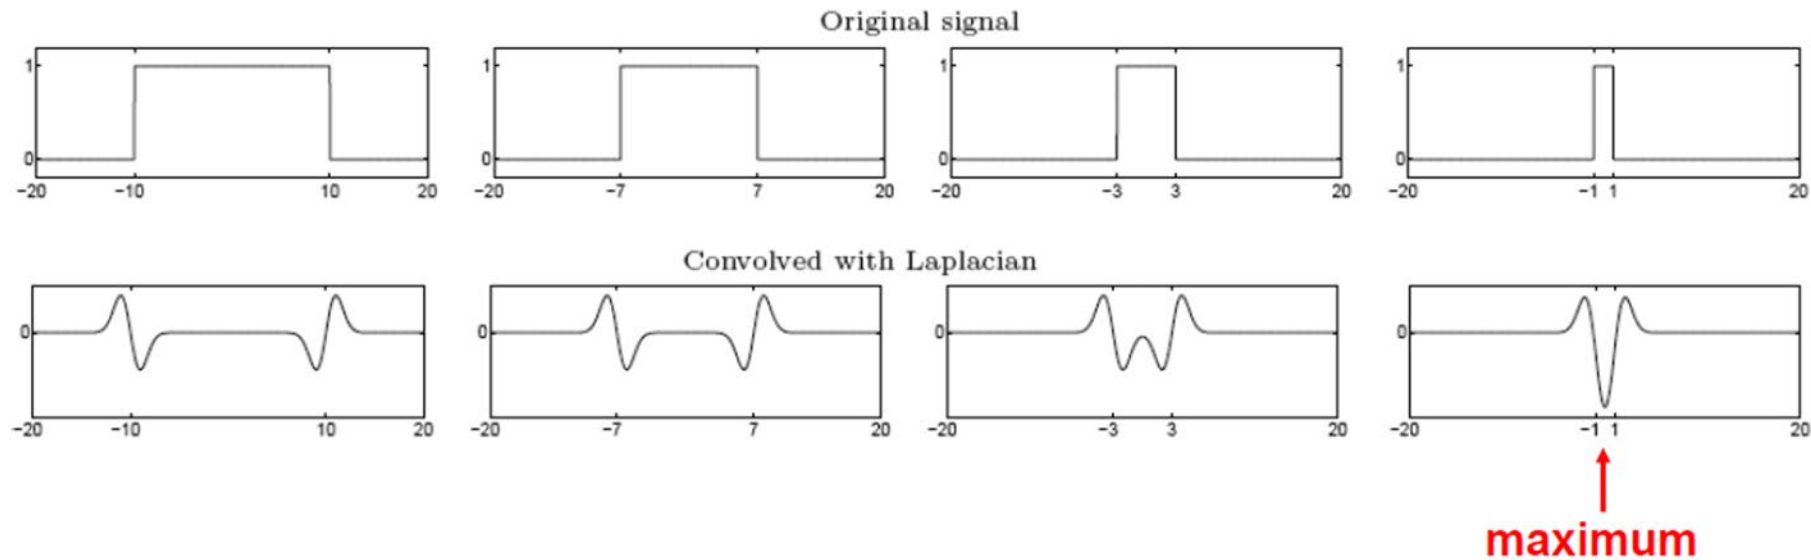 Original signal
1 1 1 1
0 0 0 0
−20 −10 10 20 −20 −7 7 20 −20 −3 3 20 −20 −1 1 20
Convolved with Laplacian
0 0 0 0
−20 −10 10 20 −20 −7 7 20 −20 −3 3 20 −20 −1 1 20
maximum